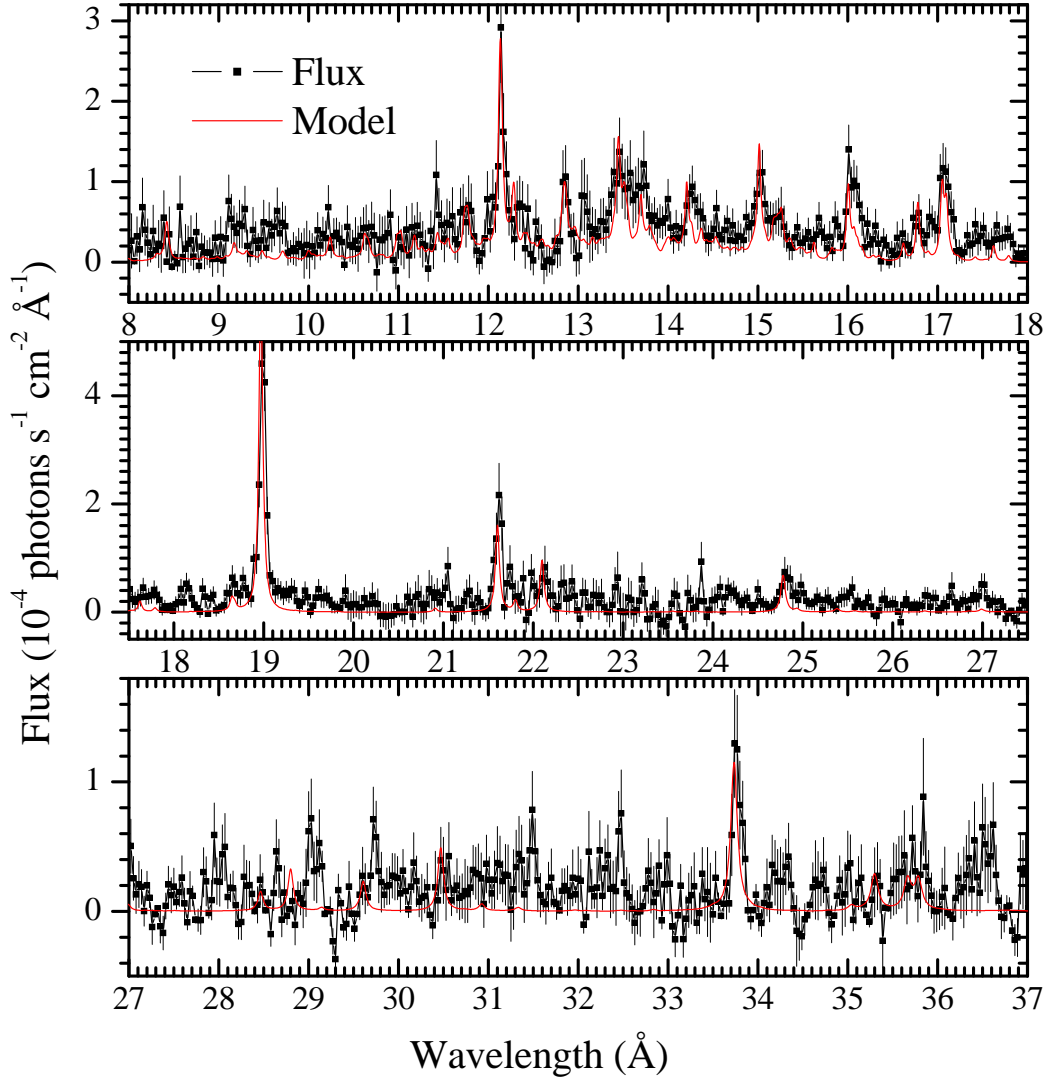 3
2
1
0
Flux
Model
8 9 10 11 12 13 14 15 16 17 18
4
2
0
18 19 20 21 22 23 24 25 26 27
1
0
27 28 29 30 31 32 33 34 35 36 37
Flux (10⁻⁴ photons s⁻¹ cm⁻² Å⁻¹)
Wavelength (Å)